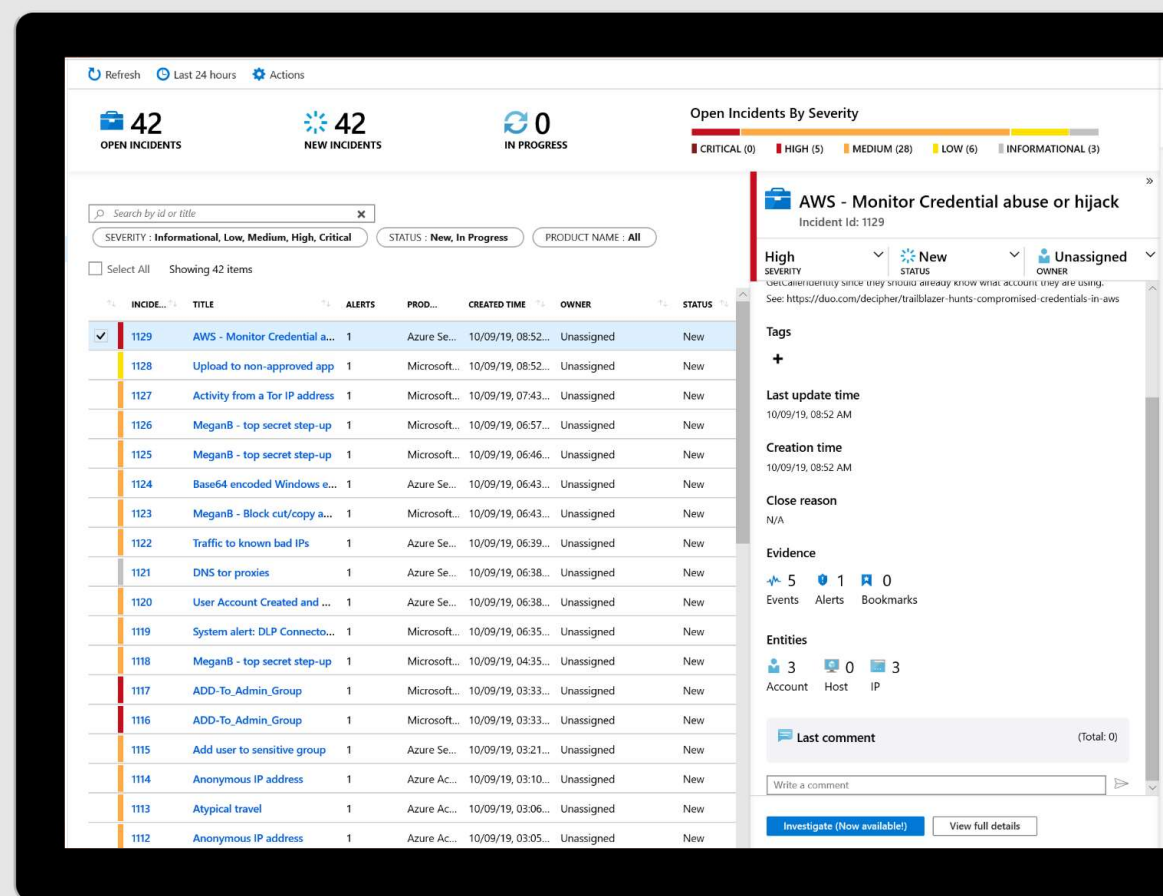 Refresh Last 24 hours Actions
42 OPEN INCIDENTS
42 NEW INCIDENTS
0 IN PROGRESS
Open Incidents By Severity
CRITICAL (0) HIGH (5) MEDIUM (28) LOW (6) INFORMATIONAL (3)
Search by id or title
SEVERITY : Informational, Low, Medium, High, Critical STATUS : New, In Progress PRODUCT NAME : All
Select All Showing 42 items
INCIDE... TITLE ALERTS PROD... CREATED TIME OWNER STATUS
1129 AWS - Monitor Credential a... 1 Azure Se... 10/09/19, 08:52... Unassigned New
1128 Upload to non-approved app 1 Microsoft... 10/09/19, 08:52... Unassigned New
1127 Activity from a Tor IP address 1 Microsoft... 10/09/19, 07:43... Unassigned New
1126 MeganB - top secret step-up 1 Microsoft... 10/09/19, 06:57... Unassigned New
1125 MeganB - top secret step-up 1 Microsoft... 10/09/19, 06:46... Unassigned New
1124 Base64 encoded Windows e... 1 Azure Se... 10/09/19, 06:43... Unassigned New
1123 MeganB - Block cut/copy a... 1 Microsoft... 10/09/19, 06:43... Unassigned New
1122 Traffic to known bad IPs 1 Azure Se... 10/09/19, 06:39... Unassigned New
1121 DNS tor proxies 1 Azure Se... 10/09/19, 06:38... Unassigned New
1120 User Account Created and ... 1 Azure Se... 10/09/19, 06:38... Unassigned New
1119 System alert: DLP Connecto... 1 Microsoft... 10/09/19, 06:35... Unassigned New
1118 MeganB - top secret step-up 1 Microsoft... 10/09/19, 04:35... Unassigned New
1117 ADD-To_Admin_Group 1 Microsoft... 10/09/19, 03:33... Unassigned New
1116 ADD-To_Admin_Group 1 Microsoft... 10/09/19, 03:33... Unassigned New
1115 Add user to sensitive group 1 Azure Se... 10/09/19, 03:21... Unassigned New
1114 Anonymous IP address 1 Azure Ac... 10/09/19, 03:10... Unassigned New
1113 Atypical travel 1 Azure Ac... 10/09/19, 03:06... Unassigned New
1112 Anonymous IP address 1 Azure Ac... 10/09/19, 03:05... Unassigned New
AWS - Monitor Credential abuse or hijack
Incident Id: 1129
High New Unassigned
SEVERITY STATUS OWNER
GetCallerIdentity since they should already know what account they are using.
See: https://duo.com/decipher/trailblazer-hunts-compromised-credentials-in-aws
Tags
+
Last update time
10/09/19, 08:52 AM
Creation time
10/09/19, 08:52 AM
Close reason
N/A
Evidence
5 1 0
Events Alerts Bookmarks
Entities
3 0 3
Account Host IP
Last comment (Total: 0)
Write a comment
Investigate (Now available!) View full details